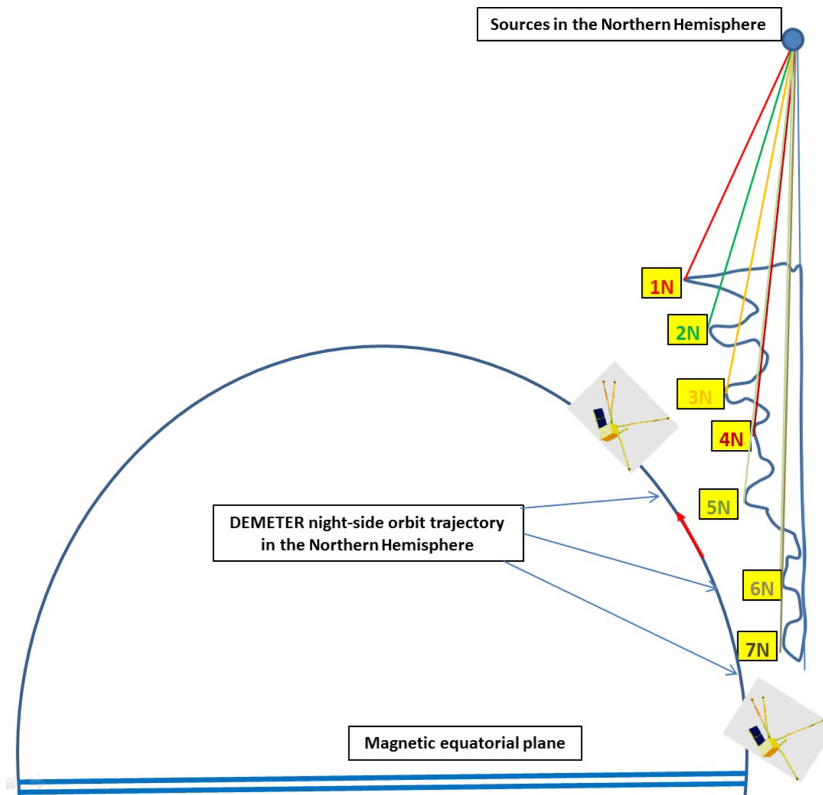 Sources in the Northern Hemisphere
1N
2N
3N
4N
5N
6N
7N
DEMETER night-side orbit trajectory
in the Northern Hemisphere
Magnetic equatorial plane